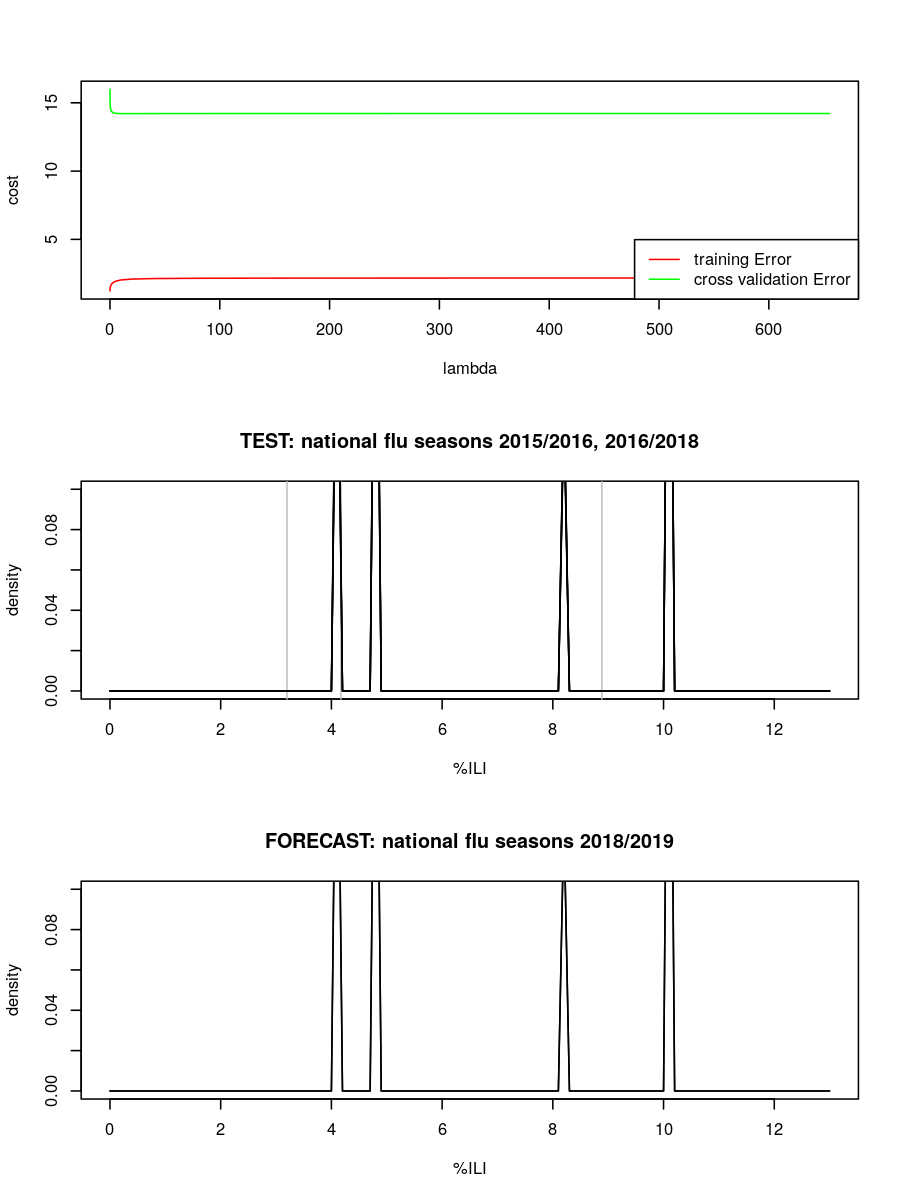 15
10
5
cost
training Error
cross validation Error
0 100 200 300 400 500 600
lambda
TEST: national flu seasons 2015/2016, 2016/2018
0.08
0.04
0.00
density
0 2 4 6 8 10 12
%ILI
FORECAST: national flu seasons 2018/2019
0.08
0.04
0.00
density
0 2 4 6 8 10 12
%ILI